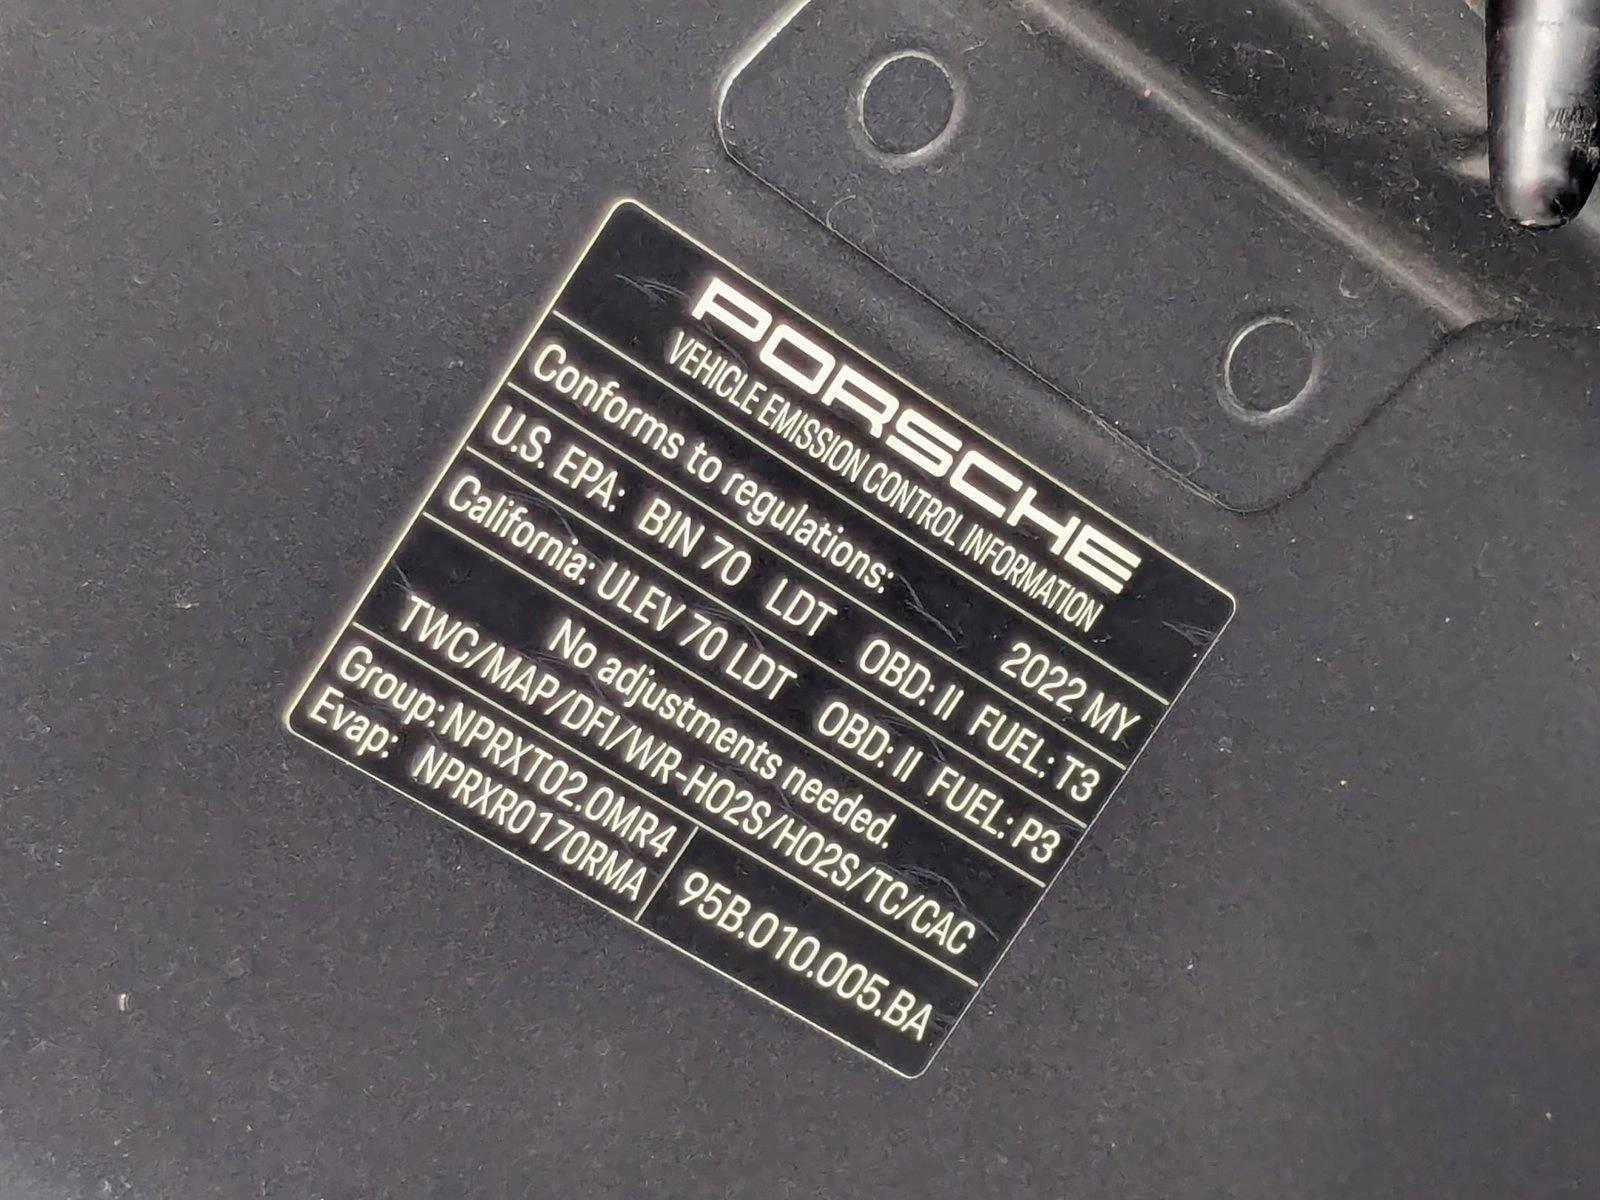 PORSCHE
VEHICLE EMISSION CONTROL INFORMATION
Conforms to regulations: 2022 MY
U.S. EPA: BIN 70 LDT OBD: II FUEL: T3
California: ULEV 70 LDT OBD: II FUEL: P3
No adjustments needed.
TWC/MAP/DFI/WR-HO2S/HO2S/TC/CAC
Group: NPRXT02.0MR4
Evap: NPRXR0170RMA
95B.010.005.BA